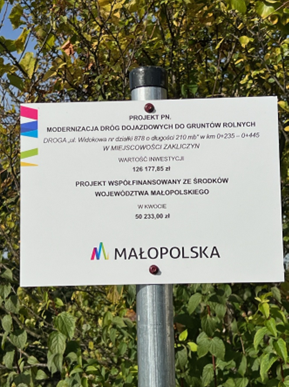 PROJEKT PN.
MODERNIZACJA DRÓG DOJAZDOWYCH DO GRUNTÓW ROLNYCH
DROGA „ul. Widokowa nr działki 878 o długości 210 mb" w km 0+235 – 0+445
W MIEJSCOWOŚCI ZAKLICZYN
WARTOŚĆ INWESTYCJI
126 177,85 zł
PROJEKT WSPÓŁFINANSOWANY ZE ŚRODKÓW
WOJEWÓDZTWA MAŁOPOLSKIEGO
W KWOCIE
50 233,00 zł
MAŁOPOLSKA